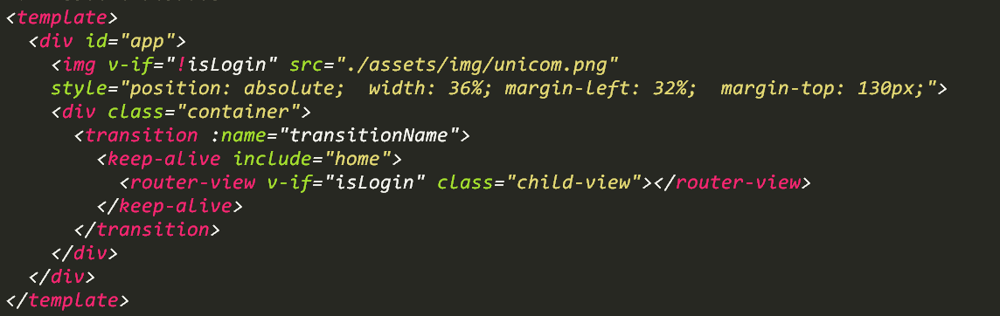 <template>
<div id="app">
<img v-if="!isLogin" src="./assets/img/unicom.png"
style="position: absolute;  width: 36%; margin-left: 32%;  margin-top: 130px;">
<div class="container">
<transition :name="transitionName">
<keep-alive include="home">
<router-view v-if="isLogin" class="child-view"></router-view>
</keep-alive>
</transition>
</div>
</div>
</template>